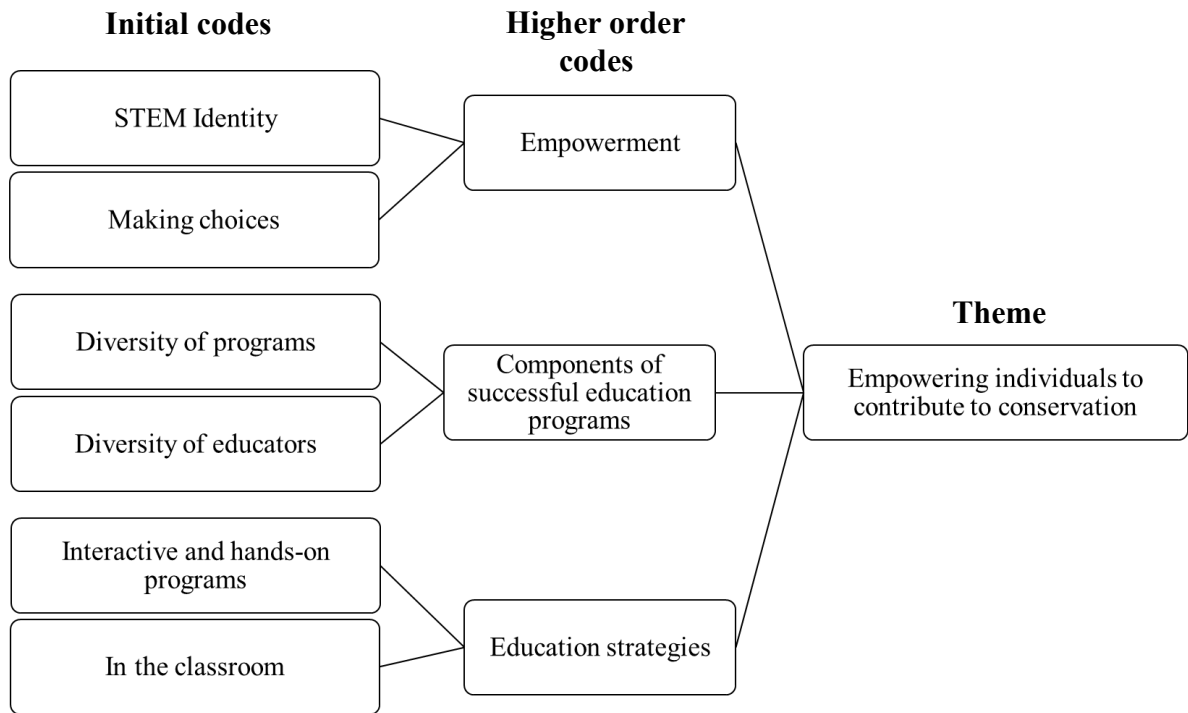 Initial codes
Higher order
codes
STEM Identity
Making choices
Empowerment
Diversity of programs
Diversity of educators
Components of
successful education
programs
Theme
Empowering individuals to
contribute to conservation
Interactive and hands-on
programs
In the classroom
Education strategies